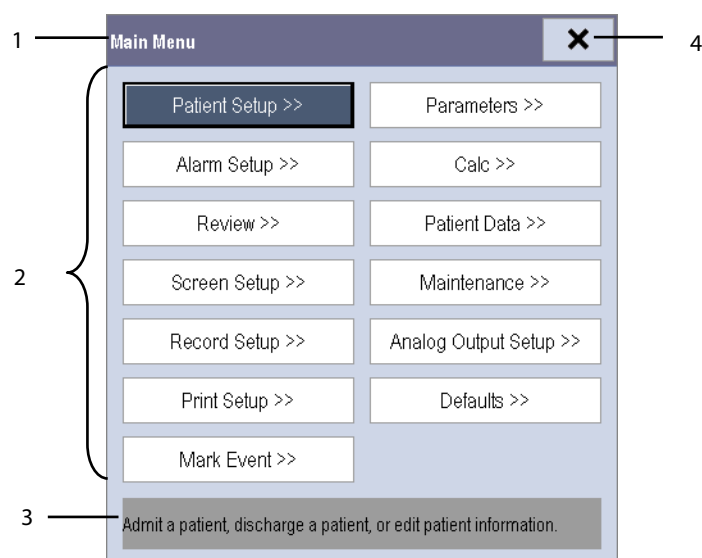 1
Main Menu
4
Patient Setup >>
Parameters >>
Alarm Setup >>
Calc >>
Review >>
Patient Data >>
2
Screen Setup >>
Maintenance >>
Record Setup >>
Analog Output Setup >>
Print Setup >>
Defaults >>
Mark Event >>
3
Admit a patient, discharge a patient, or edit patient information.